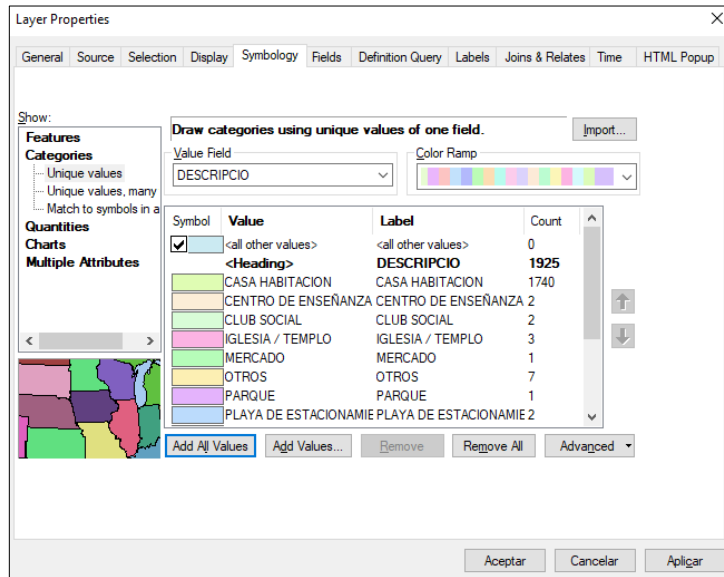 Layer Properties
General Source Selection Display Symbology Fields Definition Query Labels Joins & Relates Time HTML Popup
Show:
Features
Categories
Unique values
Unique values, many
Match to symbols in a
Quantities
Charts
Multiple Attributes
Draw categories using unique values of one field.
Import...
Value Field
DESCRIPCIO
Color Ramp
Symbol Value Label Count
<all other values> <all other values> 0
<Heading> DESCRIPCIO 1925
CASA HABITACION CASA HABITACION 1740
CENTRO DE ENSEÑANZA CENTRO DE ENSEÑANZA 2
CLUB SOCIAL CLUB SOCIAL 2
IGLESIA / TEMPLO IGLESIA / TEMPLO 3
MERCADO MERCADO 1
OTROS OTROS 7
PARQUE PARQUE 1
PLAYA DE ESTACIONAMIE PLAYA DE ESTACIONAMIE 2
Add All Values Add Values... Remove Remove All Advanced
Aceptar Cancelar Aplicar